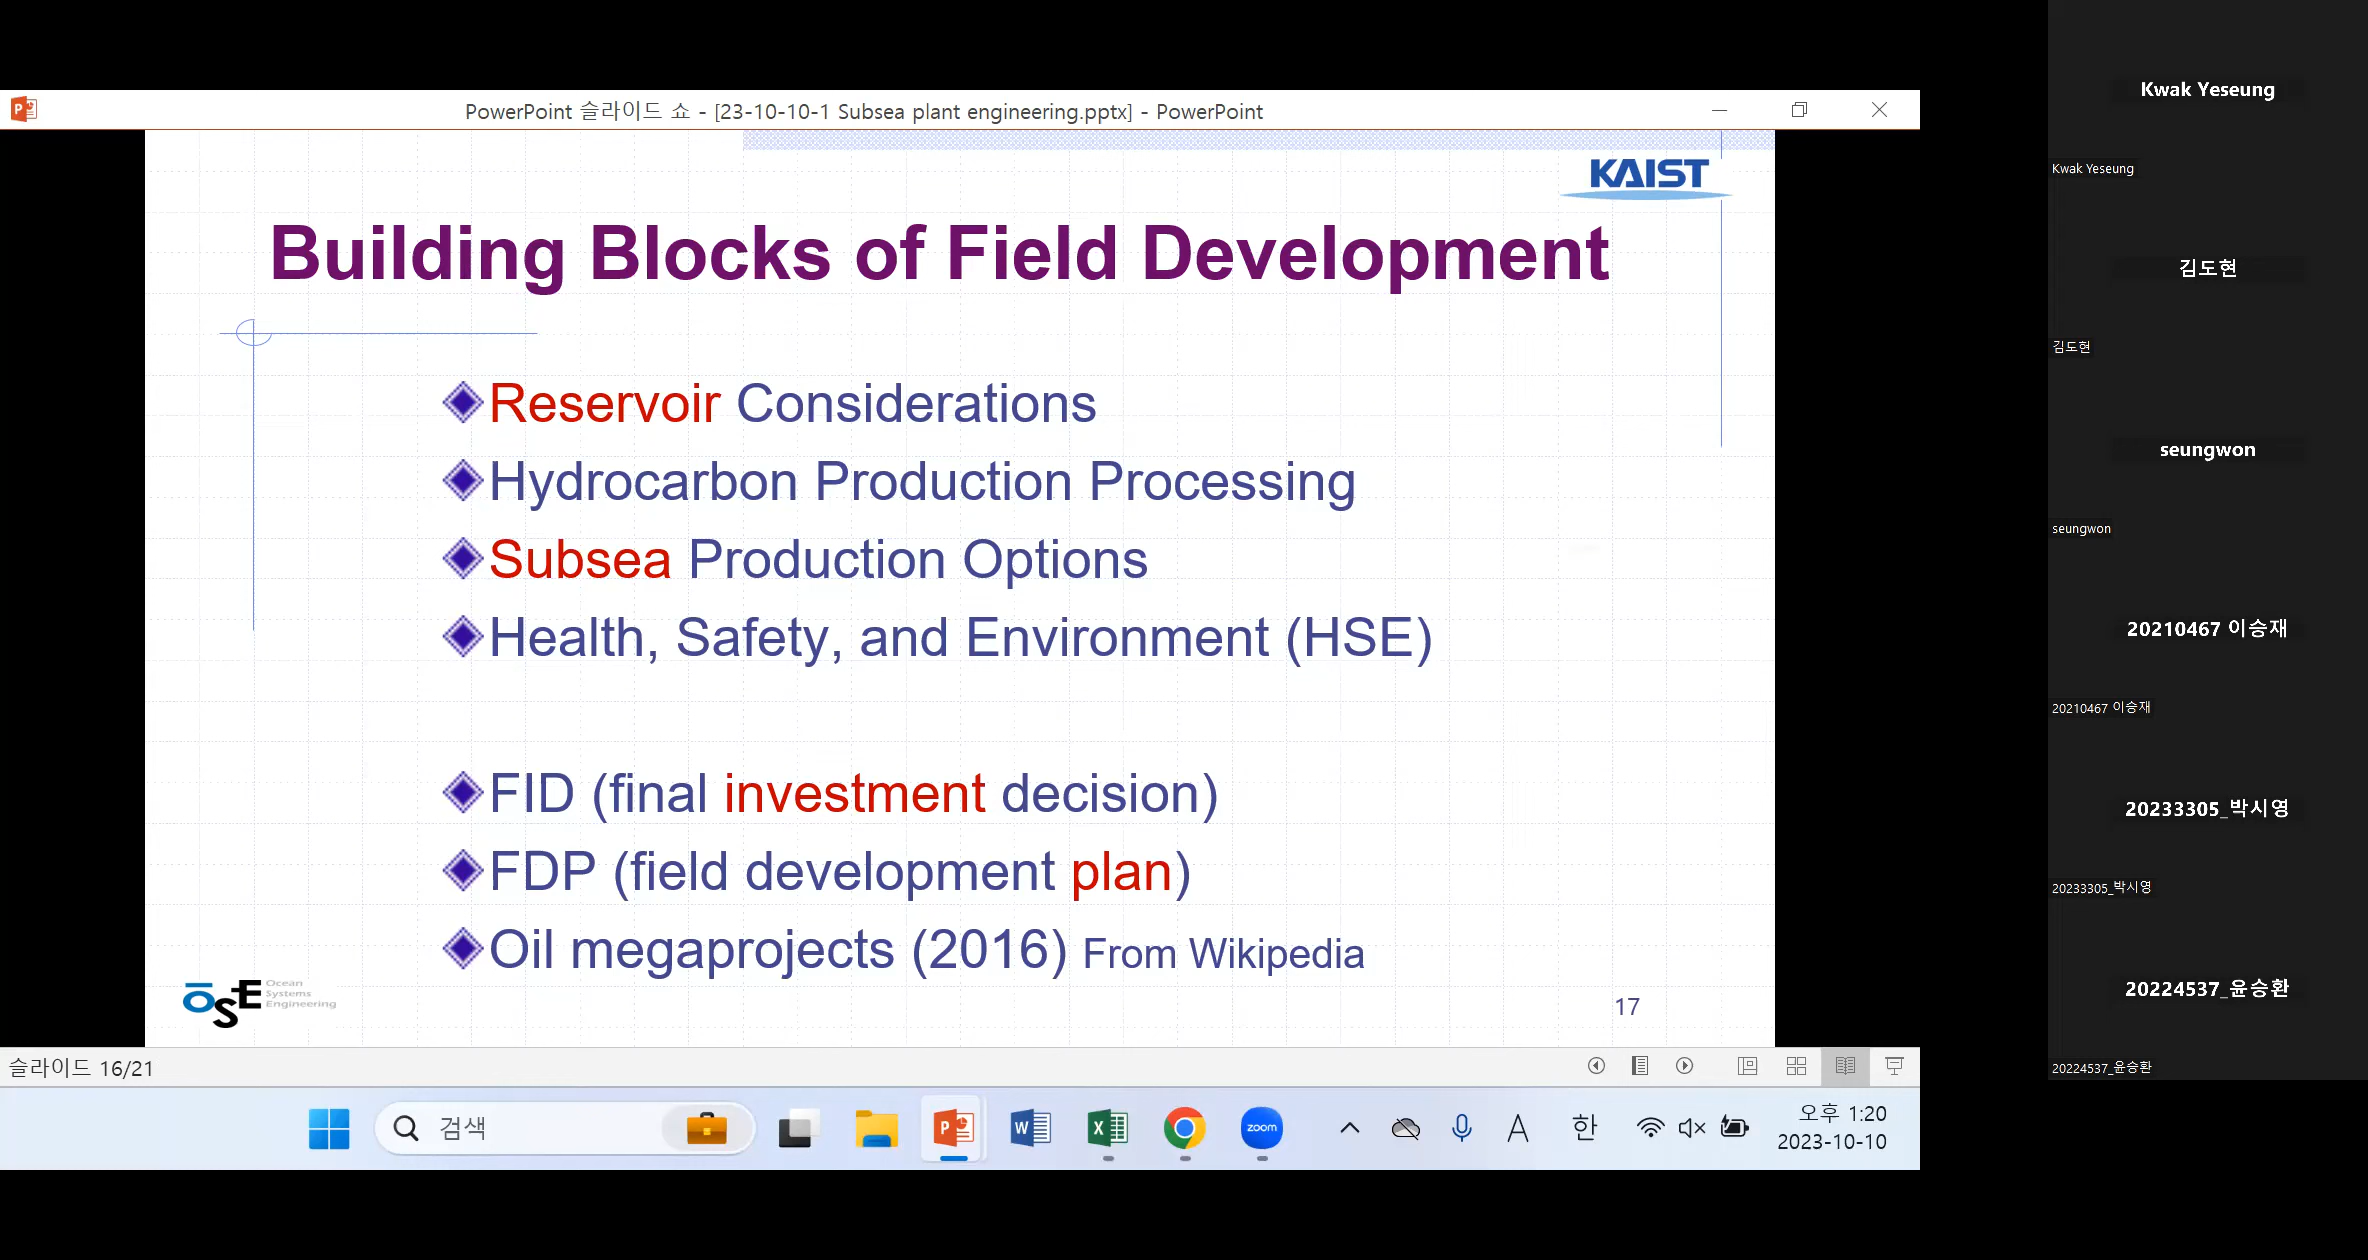 PowerPoint 슬라이드 쇼 - [23-10-10-1 Subsea plant engineering.pptx] - PowerPoint
KAIST
Building Blocks of Field Development
Reservoir Considerations
Hydrocarbon Production Processing
Subsea Production Options
Health, Safety, and Environment (HSE)
FID (final investment decision)
FDP (field development plan)
Oil megaprojects (2016) From Wikipedia
OSE Ocean
Systems
Engineering
17
슬라이드 16/21
검색
zoom
A
한
오후 1:20
2023-10-10
Kwak Yeseung
Kwak Yeseung
김도현
김도현
seungwon
seungwon
20210467 이승재
20210467 이승재
20233305_박시영
20233305_박시영
20224537_윤승환
20224537_윤승환